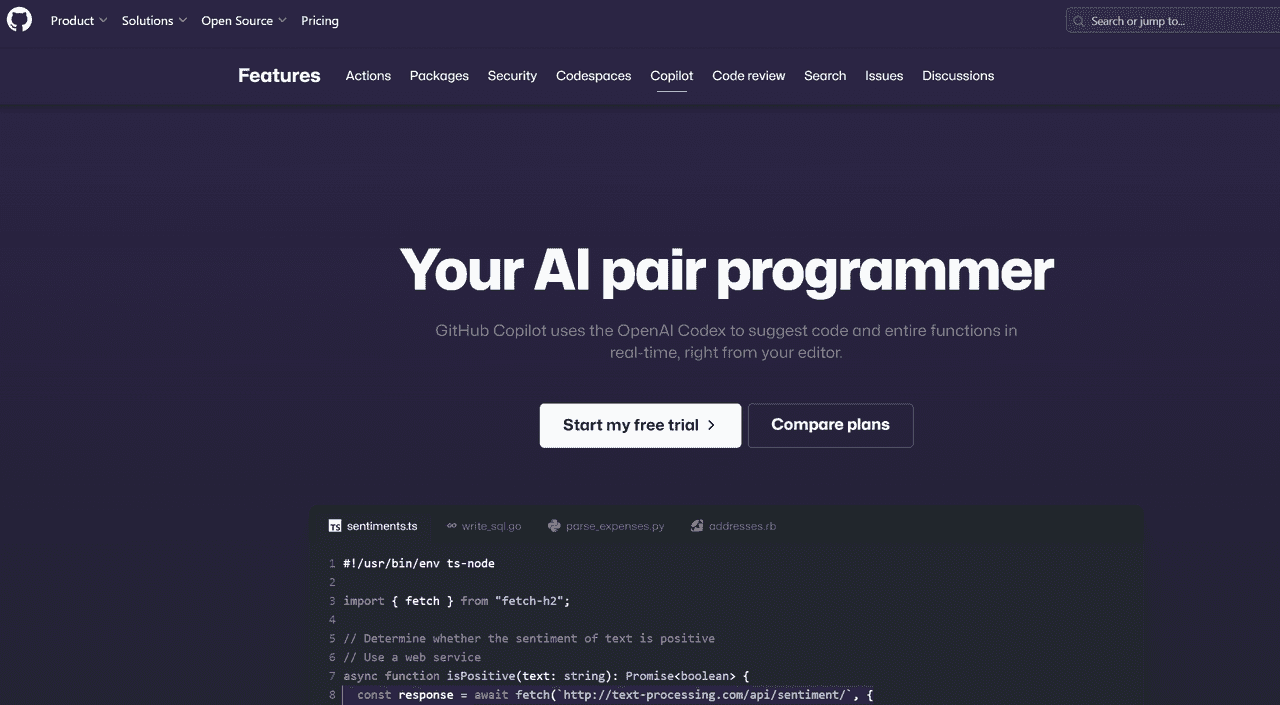 Product Solutions Open Source Pricing Search or jump to...
Features Actions Packages Security Codespaces Copilot Code review Search Issues Discussions
Your AI pair programmer
GitHub Copilot uses the OpenAI Codex to suggest code and entire functions in
real-time, right from your editor.
Start my free trial Compare plans
TS sentiments.ts write_sql.go parse_expenses.py addresses.rb
1 #!/usr/bin/env ts-node
2
3 import { fetch } from "fetch-h2";
4
5 // Determine whether the sentiment of text is positive
6 // Use a web service
7 async function isPositive(text: string): Promise<boolean> {
8 const response = await fetch(`http://text-processing.com/api/sentiment/`, {